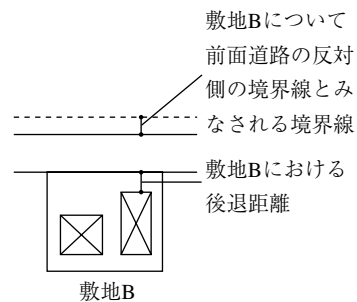 敷地Bについて
前面道路の反対
側の境界線とみ
なされる境界線
敷地Bにおける
後退距離
敷地B